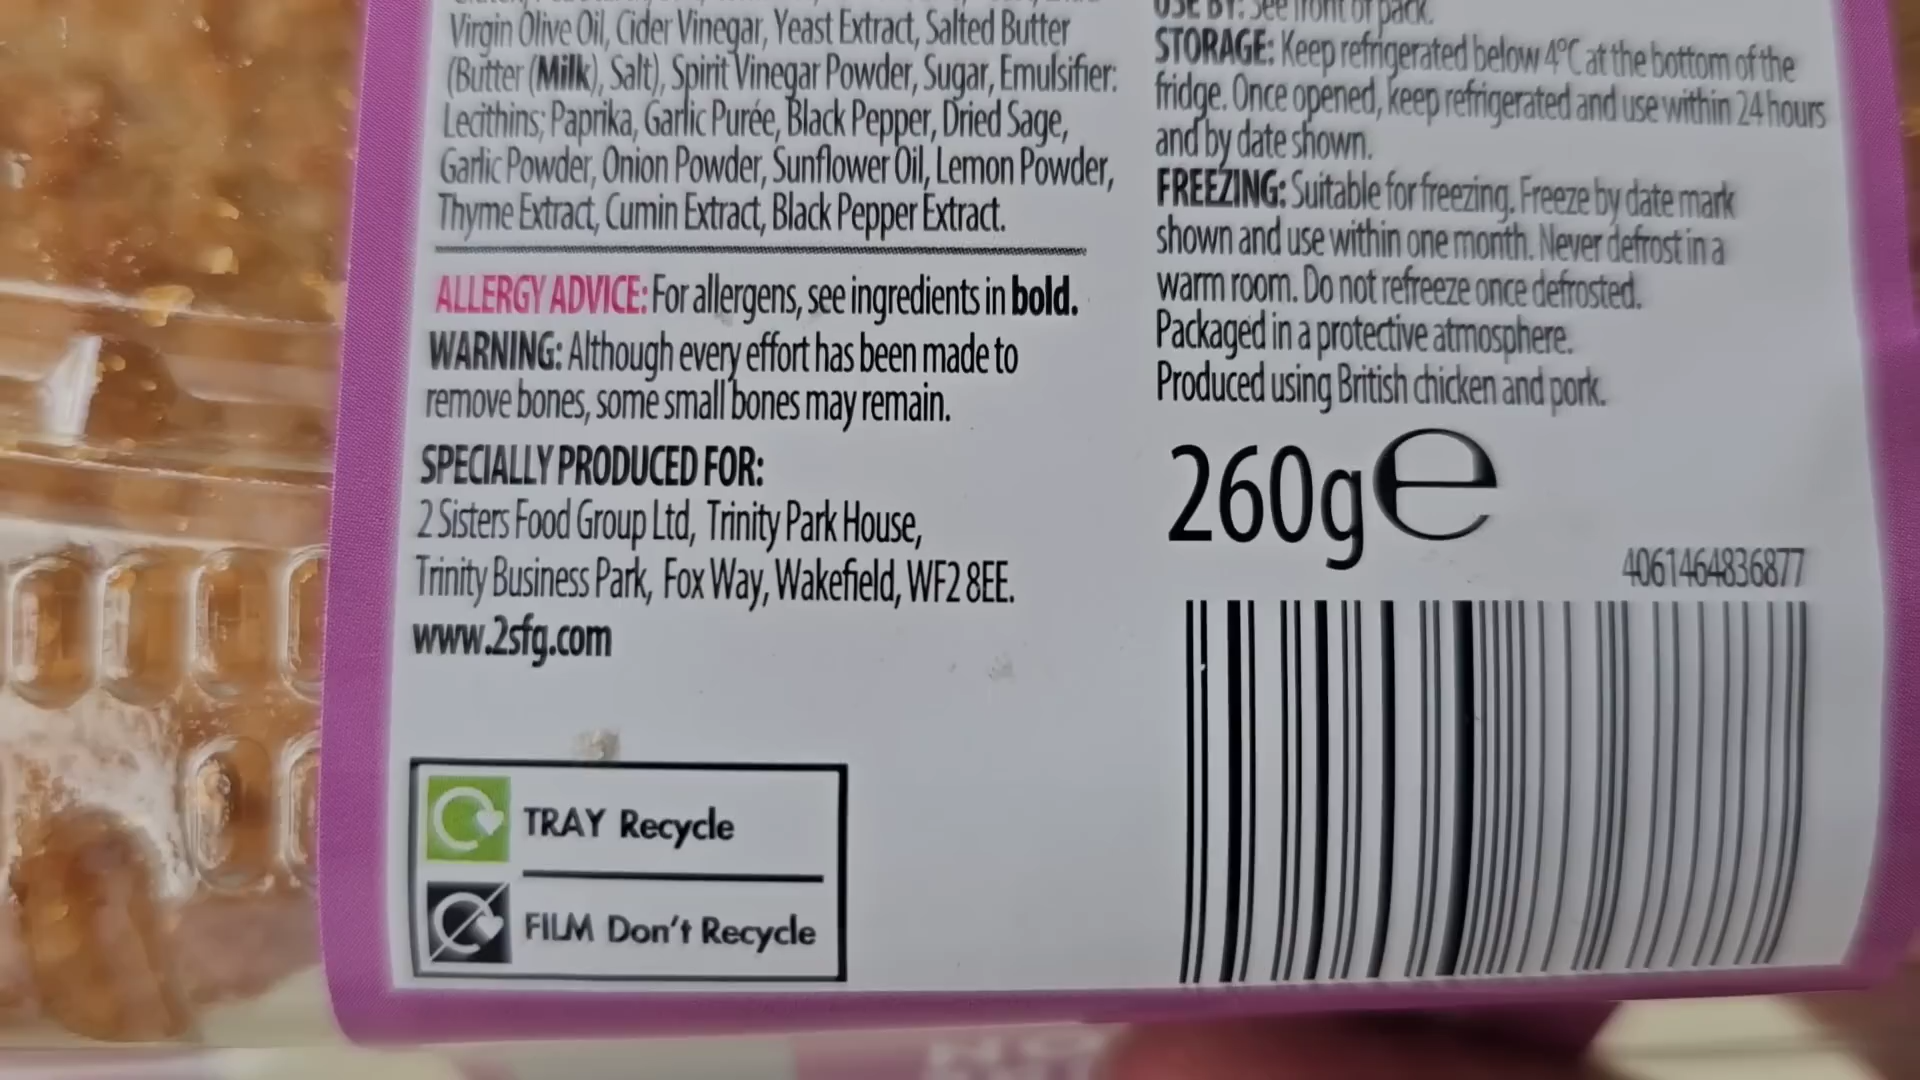 Virgin Olive Oil, Cider Vinegar, Yeast Extract, Salted Butter
(Butter (Milk), Salt), Spirit Vinegar Powder, Sugar, Emulsifier:
Lecithins; Paprika, Garlic Purée, Black Pepper, Dried Sage,
Garlic Powder, Onion Powder, Sunflower Oil, Lemon Powder,
Thyme Extract, Cumin Extract, Black Pepper Extract.
ALLERGY ADVICE: For allergens, see ingredients in bold.
WARNING: Although every effort has been made to
remove bones, some small bones may remain.
SPECIALLY PRODUCED FOR:
2 Sisters Food Group Ltd, Trinity Park House,
Trinity Business Park, Fox Way, Wakefield, WF2 8EE.
www.2sfg.com
TRAY Recycle
FILM Don't Recycle
USE BY: See front of pack.
STORAGE: Keep refrigerated below 4°C at the bottom of the
fridge. Once opened, keep refrigerated and use within 24 hours
and by date shown.
FREEZING: Suitable for freezing. Freeze by date mark
shown and use within one month. Never defrost in a
warm room. Do not refreeze once defrosted.
Packaged in a protective atmosphere.
Produced using British chicken and pork.
260g e
4061464836877